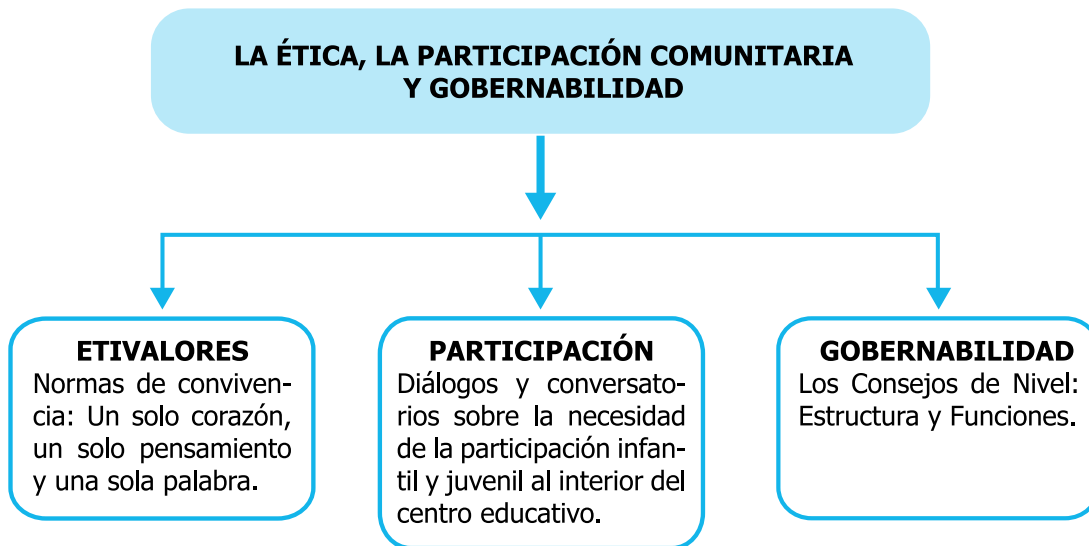 LA ÉTICA, LA PARTICIPACIÓN COMUNITARIA
Y GOBERNABILIDAD
ETIVALORES
Normas de conviven-
cia: Un solo corazón,
un solo pensamiento
y una sola palabra.
PARTICIPACIÓN
Diálogos y conversato-
rios sobre la necesidad
de la participación infan-
til y juvenil al interior del
centro educativo.
GOBERNABILIDAD
Los Consejos de Nivel:
Estructura y Funciones.